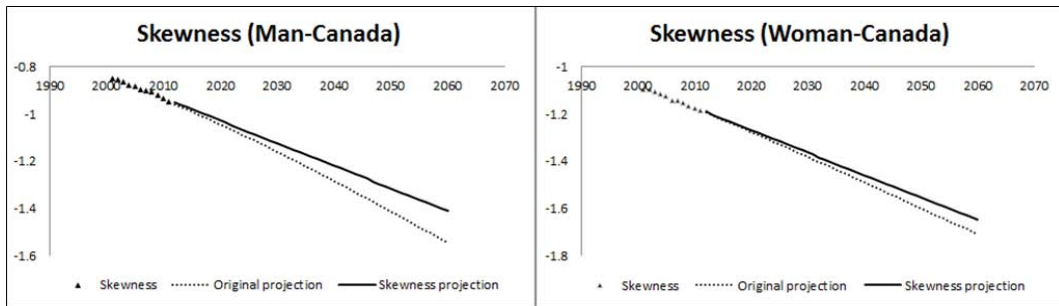 Skewness (Man-Canada)
-0.8
1990 2000 2010 2020 2030 2040 2050 2060 2070
-1
-1.2
-1.4
-1.6
Skewness Original projection Skewness projection
Skewness (Woman-Canada)
-1
1990 2000 2010 2020 2030 2040 2050 2060 2070
-1.2
-1.4
-1.6
-1.8
Skewness Original projection Skewness projection